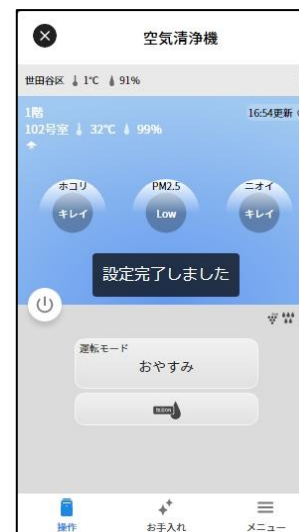 空気清浄機
世田谷区 1℃ 91%
1階
16:54更新
102号室 32℃ 99%
ホコリ
PM2.5
ニオイ
キレイ
Low
キレイ
設定完了しました
運転モード
おやすみ
操作
お手入れ
メニュー